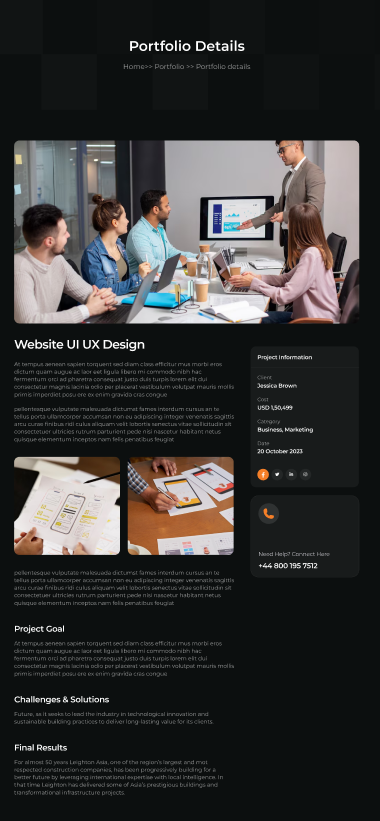 Portfolio Details
Home>> Portfolio >> Portfolio details
Website UI UX Design
At tempus aenean sapien torquent sed diam class efficitur mus morbi eros
dictum quam augue ac laor eet ligula libero mi commodo nibh hac
fermentum orci ad pharetra consequat justo duis turpis lorem elit dui
consectetuer magnis lacinia odio per placerat vestibulum volutpat mauris mollis
primis imperdiet posu ere an gravida cras congue
pellentesque vulputate malesuada dictumst fames interdum cursus an te
tellus porta ullamcorper accumsan non eu adipiscing integer venenatis sagittis
arcu curae finibus ridi culus aliquam viverra senectus vitae sollicitudin sit
consectetuer ultricies rutrum parturient pede nisi nascetur habitant netus
quisque elementum inceptos nam felis penatibus feugiat
Project Information
Client
Jessica Brown
Cost
USD 1,50,499
Category
Business, Marketing
Date
20 October 2023
Need Help? Connect Here
+44 800 195 7512
pellentesque vulputate malesuada dictumst fames interdum cursus an te
tellus porta ullamcorper accumsan non eu adipiscing integer venenatis sagittis
arcu curae finibus ridi culus aliquam viverra senectus vitae sollicitudin sit
consectetuer ultricies rutrum parturient pede nisi nascetur habitant netus
quisque elementum inceptos nam felis penatibus feugiat
Project Goal
At tempus aenean sapien torquent sed diam class efficitur mus morbi eros
dictum quam augue ac laor eet ligula libero mi commodo nibh hac
fermentum orci ad pharetra consequat justo duis turpis lorem elit dui
consectetuer magnis lacinia odio per placerat vestibulum volutpat mauris mollis
primis imperdiet posu ere an gravida cras congue
Challenges & Solutions
Future, as it seeks to lead the industry in technological innovation and
sustainable building practices to deliver long-lasting value for its clients.
Final Results
For almost 50 years Leighton Asia, one of the region's largest and most
respected construction companies, has been progressively building for a
better future by leveraging international expertise with local intelligence. In
that time Leighton has delivered some of Asia's prestigious buildings and
transformational infrastructure projects.